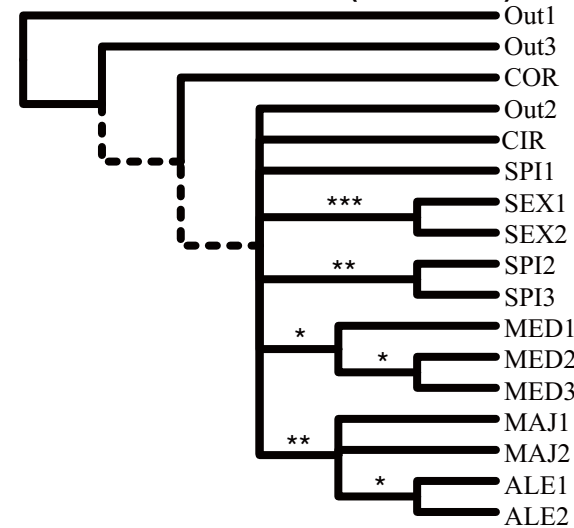 Out1
Out3
COR
Out2
CIR
SPI1
***
SEX1
SEX2
**
SPI2
SPI3
*
MED1
*
MED2
MED3
**
MAJ1
MAJ2
*
ALE1
ALE2